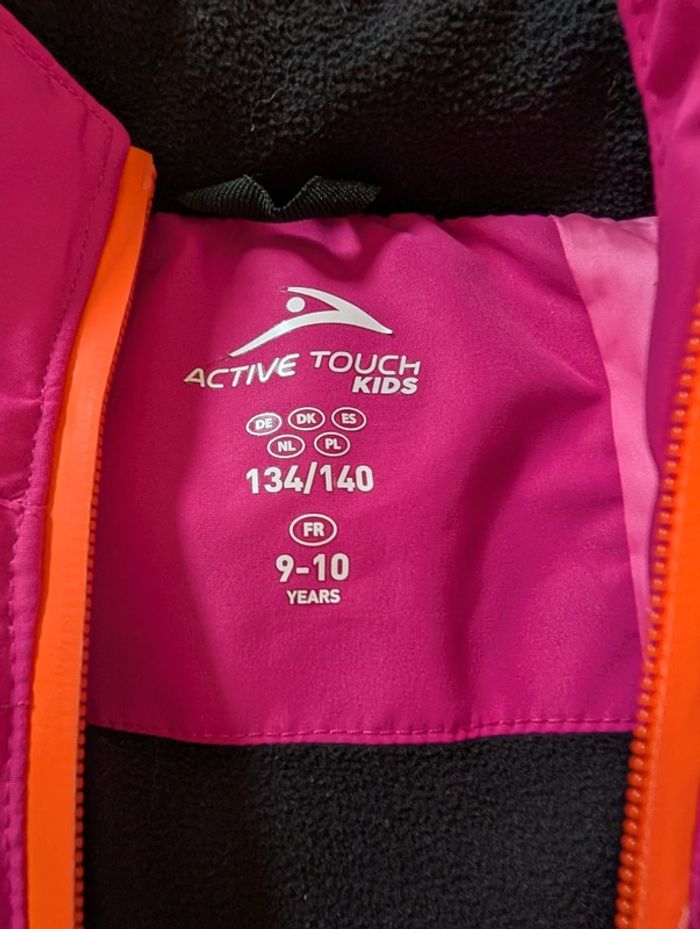 ACTIVE TOUCH
KIDS
DE DK ES
NL PL
134/140
FR
9-10
YEARS